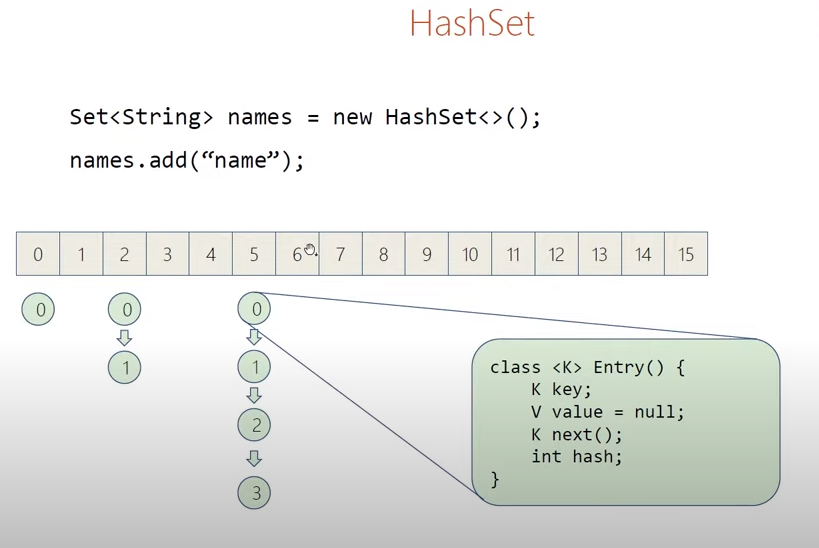 HashSet
Set<String> names = new HashSet<>();
names.add(“name”);
0 1 2 3 4 5 6 7 8 9 10 11 12 13 14 15
0 0 0
1 1
2
3
class <K> Entry() {
K key;
V value = null;
K next();
int hash;
}